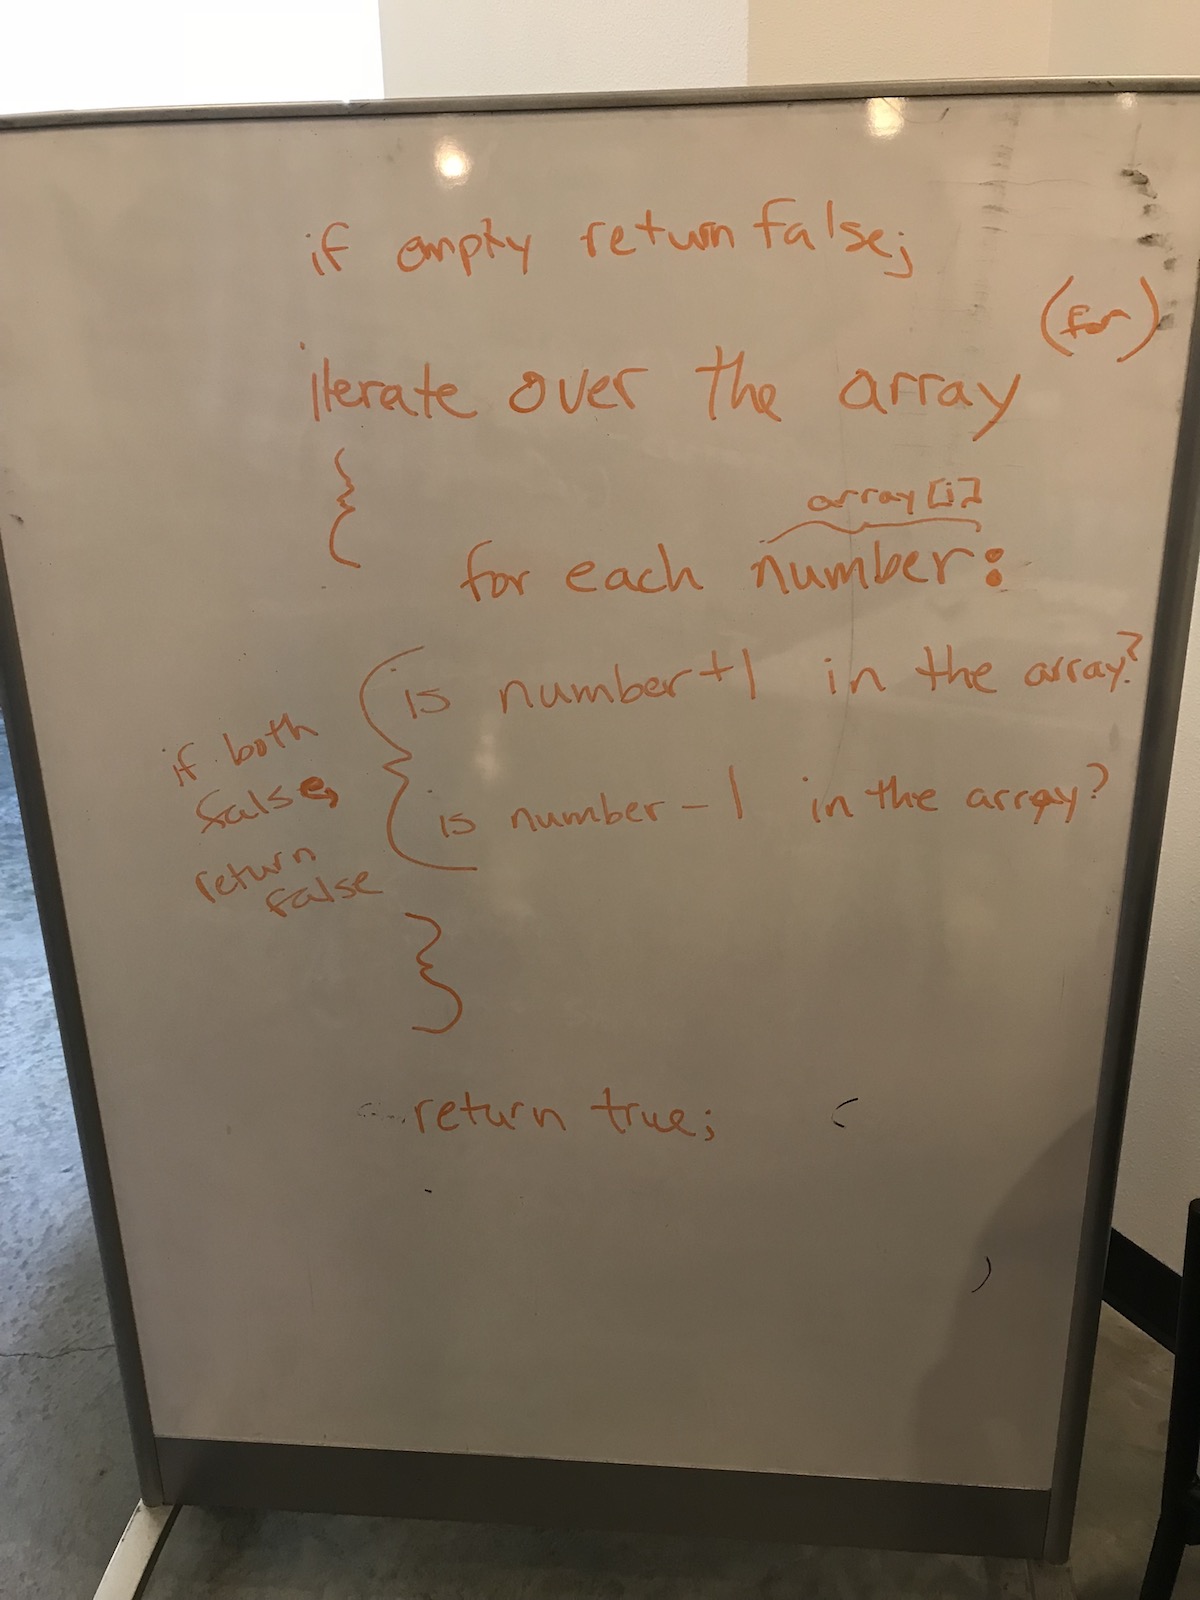 if empty return false;
(for)
iterate over the array
{
array[i]
for each number:
is number+1 in the array?
if both
false,
is number-1 in the array?
return
false
}
return true;